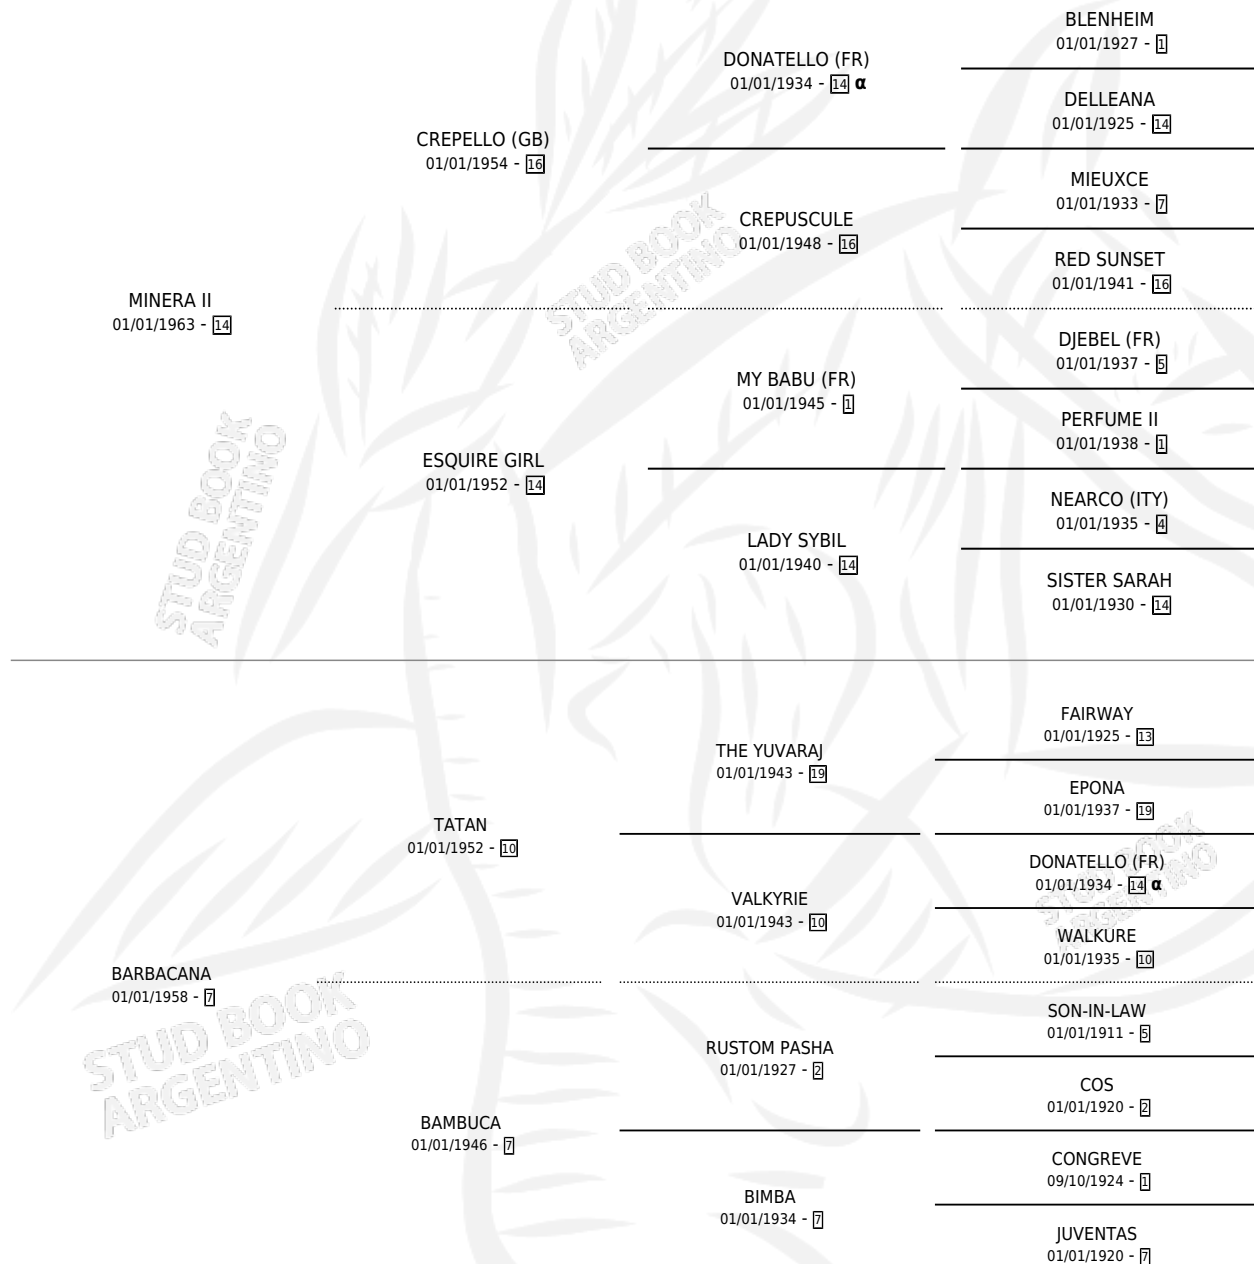 BLENHEIM
01/01/1927 - 1
DONATELLO (FR)
01/01/1934 - 14 α
DELLEANA
01/01/1925 - 14
CREPELLO (GB)
01/01/1954 - 16
MIEUXCE
01/01/1933 - 7
CREPUSCULE
01/01/1948 - 16
RED SUNSET
01/01/1941 - 16
MINERA II
01/01/1963 - 14
DJEBEL (FR)
01/01/1937 - 5
MY BABU (FR)
01/01/1945 - 1
PERFUME II
01/01/1938 - 1
ESQUIRE GIRL
01/01/1952 - 14
NEARCO (ITY)
01/01/1935 - 4
LADY SYBIL
01/01/1940 - 14
SISTER SARAH
01/01/1930 - 14
FAIRWAY
01/01/1925 - 13
THE YUVARAJ
01/01/1943 - 19
EPONA
01/01/1937 - 19
TATAN
01/01/1952 - 10
DONATELLO (FR)
01/01/1934 - 14 α
VALKYRIE
01/01/1943 - 10
WALKURE
01/01/1935 - 10
BARBACANA
01/01/1958 - 7
SON-IN-LAW
01/01/1911 - 5
RUSTOM PASHA
01/01/1927 - 2
COS
01/01/1920 - 2
BAMBUCA
01/01/1946 - 7
CONGREVE
09/10/1924 - 1
BIMBA
01/01/1934 - 7
JUVENTAS
01/01/1920 - 7
STUD BOOK
ARGENTINO
STUD BOOK
ARGENTINO
STUD BOOK
ARGENTINO
STUD BOOK
ARGENTINO